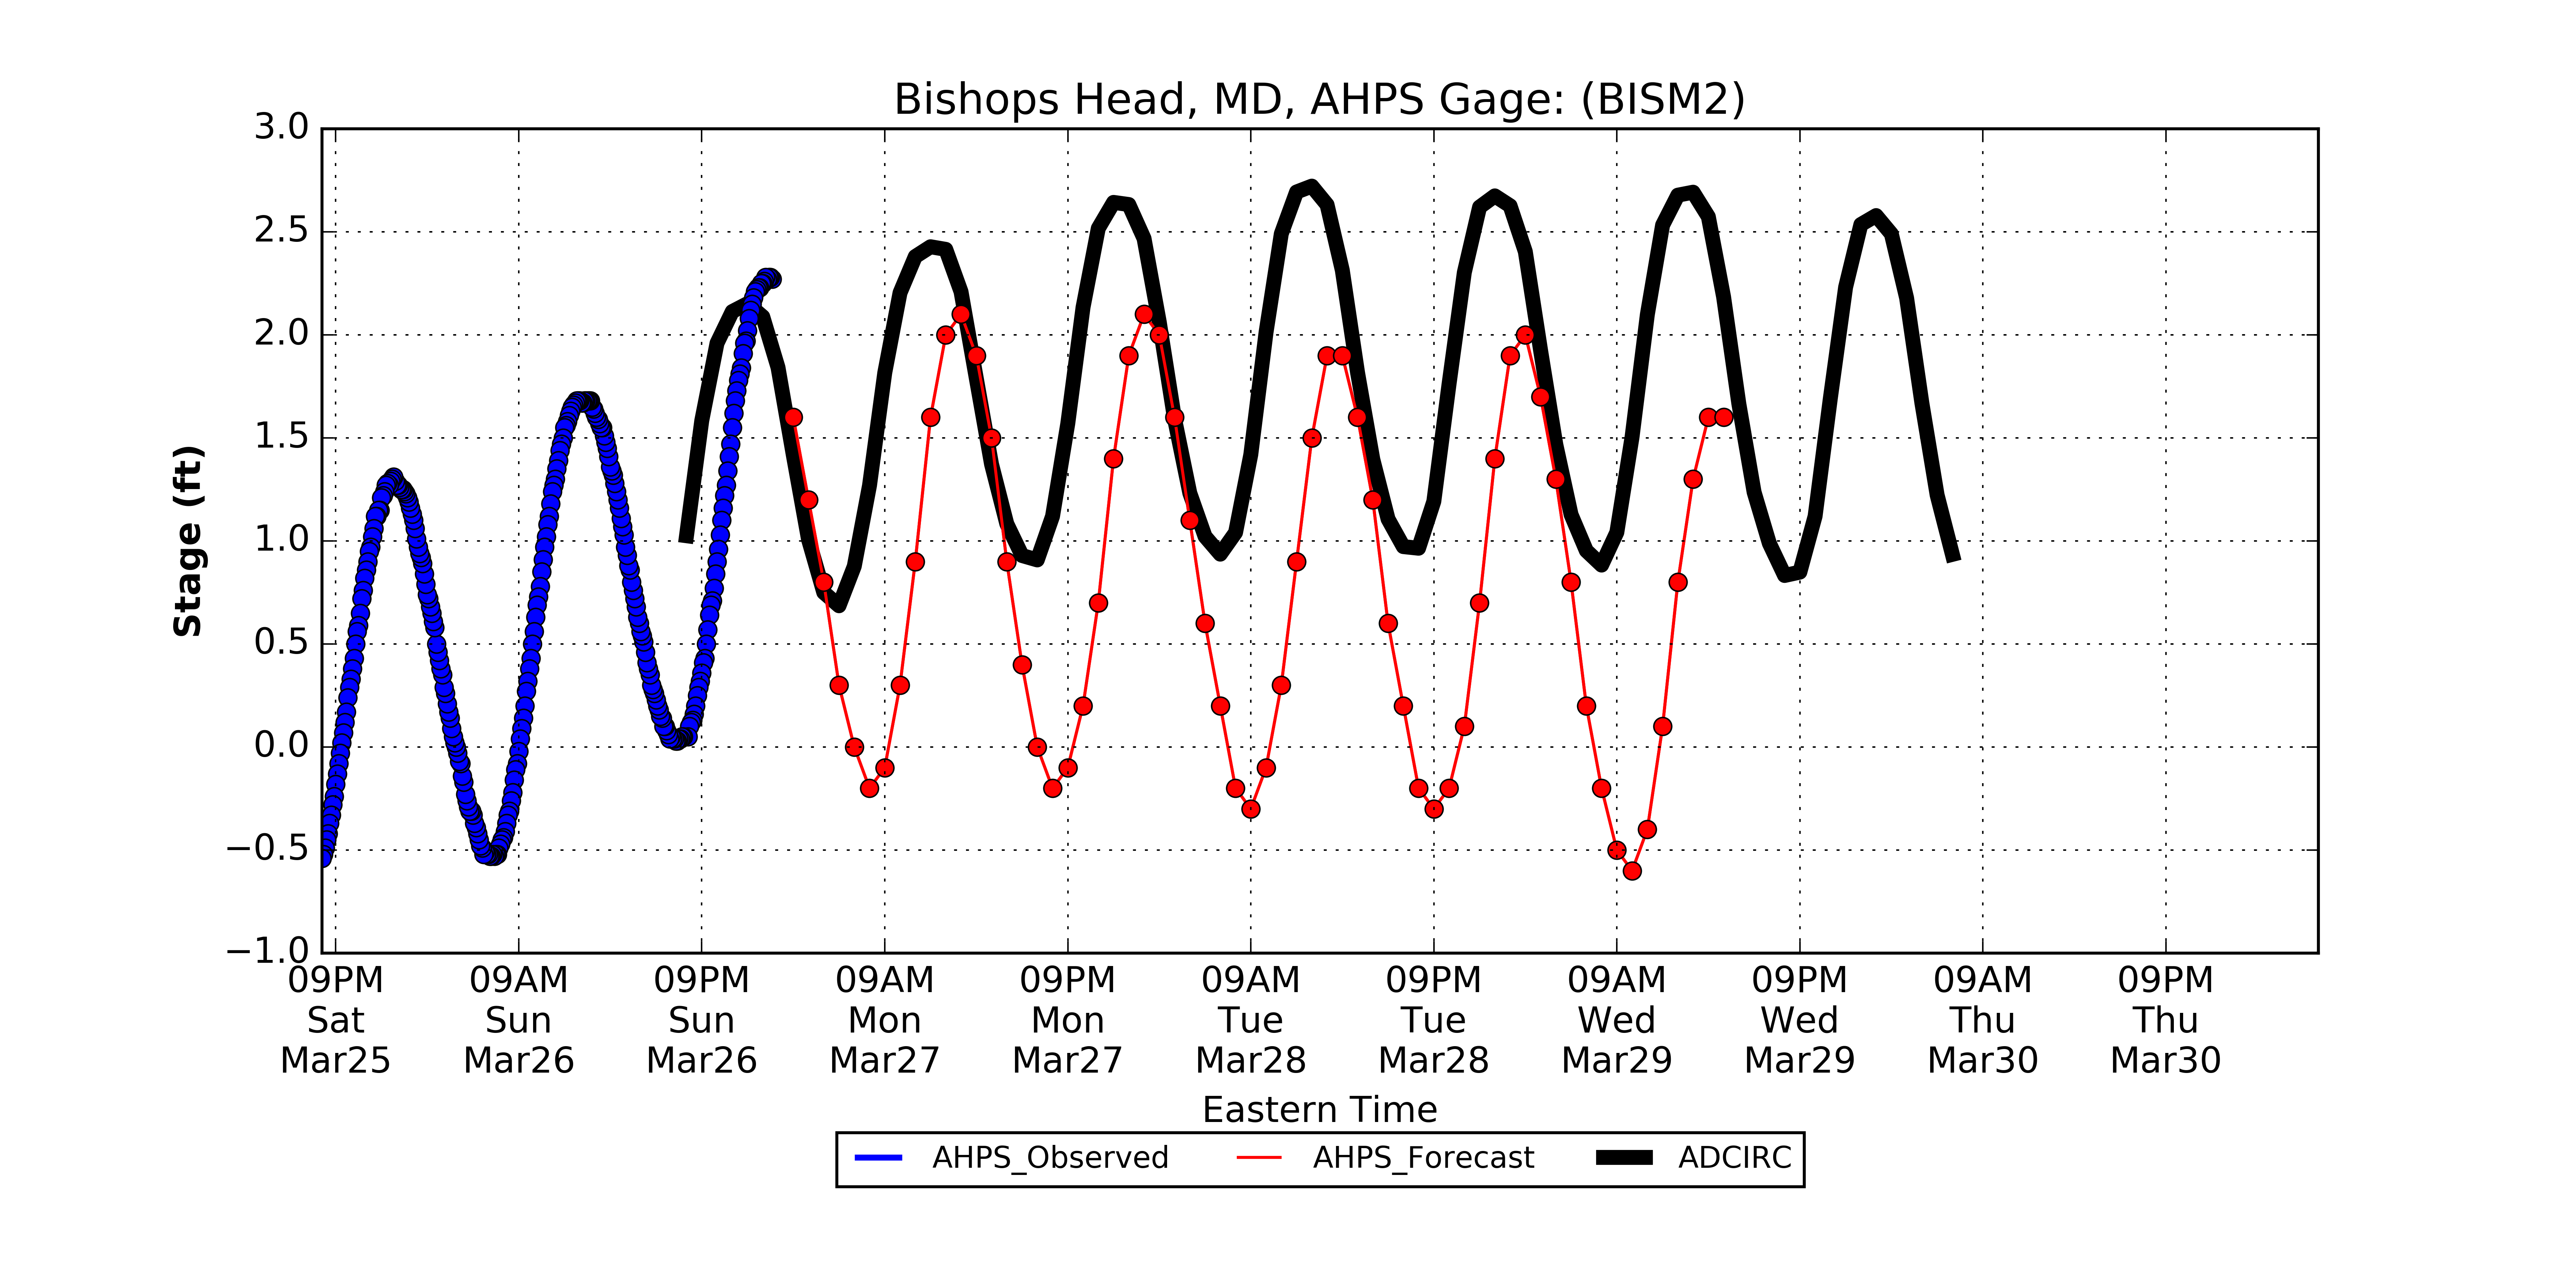 Bishops Head, MD, AHPS Gage: (BISM2)
3.0
2.5
2.0
1.5
1.0
0.5
0.0
−0.5
−1.0
Stage (ft)
09PM 09AM 09PM 09AM 09PM 09AM 09PM 09AM 09PM 09AM 09PM
Sat Sun Sun Mon Mon Tue Tue Wed Wed Thu Thu
Mar25 Mar26 Mar26 Mar27 Mar27 Mar28 Mar28 Mar29 Mar29 Mar30 Mar30
Eastern Time
AHPS_Observed AHPS_Forecast ADCIRC